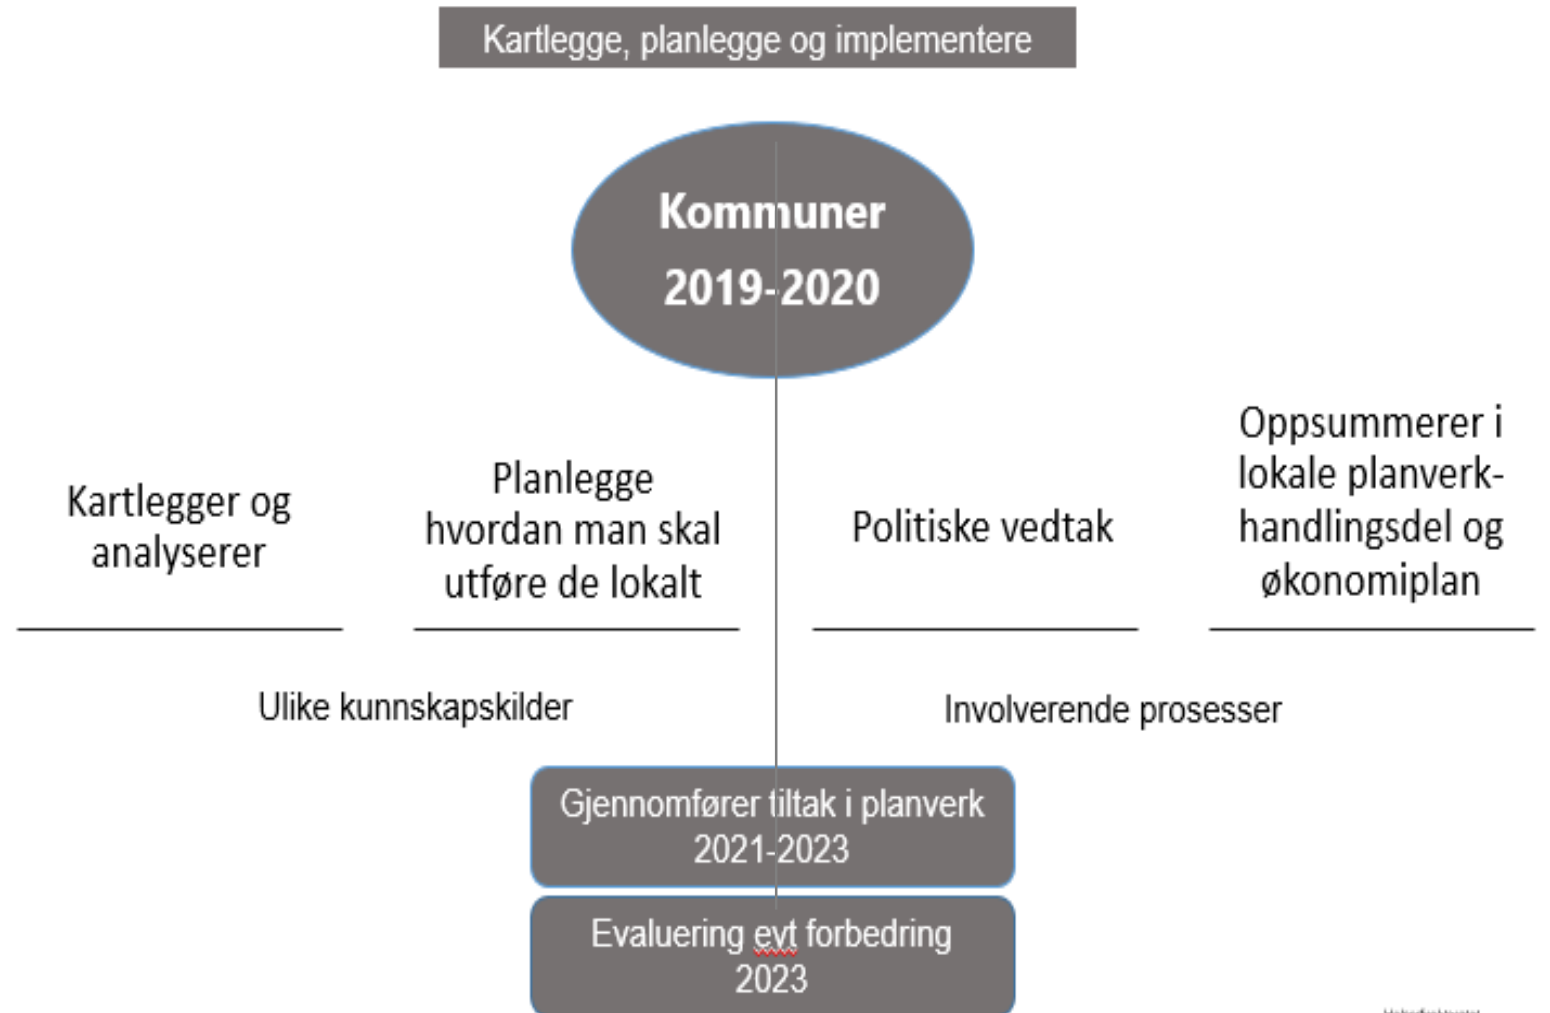 Kartlegge, planlegge og implementere
Kommuner
2019-2020
Kartlegger og
analyserer
Planlegge
hvordan man skal
utføre de lokalt
Politiske vedtak
Oppsummerer i
lokale planverk-
handlingsdel og
økonomiplan
Ulike kunnskapskilder
Involverende prosesser
Gjennomfører tiltak i planverk
2021-2023
Evaluering evt forbedring
2023